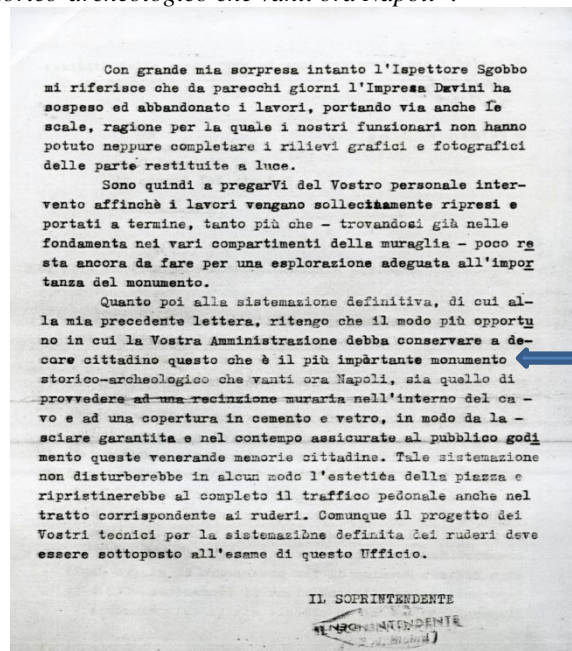 storico-archeologico che vanti ora Napoli".
Con grande mia sorpresa intanto l'Ispettore Sgobbo
mi riferisce che da parecchi giorni l'Impresa Davini ha
sospeso ed abbandonato i lavori, portando via anche le
scale, ragione per la quale i nostri funzionari non hanno
potuto neppure completare i rilievi grafici e fotografici
delle parte restituite a luce.
Sono quindi a pregarVi del Vostro personale inter-
vento affinchè i lavori vengano sollecitamente ripresi e
portati a termine, tanto più che - trovandosi già nelle
fondamenta nei vari compartimenti della muraglia - poco re
sta ancora da fare per una esplorazione adeguata all'impor
tanza del monumento.
Quanto poi alla sistemazione definitiva, di cui al-
la mia precedente lettera, ritengo che il modo più opportu
no in cui la Vostra Amministrazione debba conservare a de-
coro cittadino questo che è il più impòrtante monumento
storico-archeologico che vanti ora Napoli, sia quello di
provvedere ad una recinzione muraria nell'interno del ca -
vo e ad una copertura in cemento e vetro, in modo da la -
sciare garantita e nel contempo assicurate al pubblico godi
mento queste venerande memorie cittadine. Tale sistemazione
non disturberebbe in alcun modo l'estetica della piazza e
ripristinerebbe al completo il traffico pedonale anche nel
tratto corrispondente ai ruderi. Comunque il progetto dei
Vostri tecnici per la sistemaziòne definita dei ruderi deve
essere sottoposto all'esame di questo Ufficio.
IL SOPRINTENDENTE